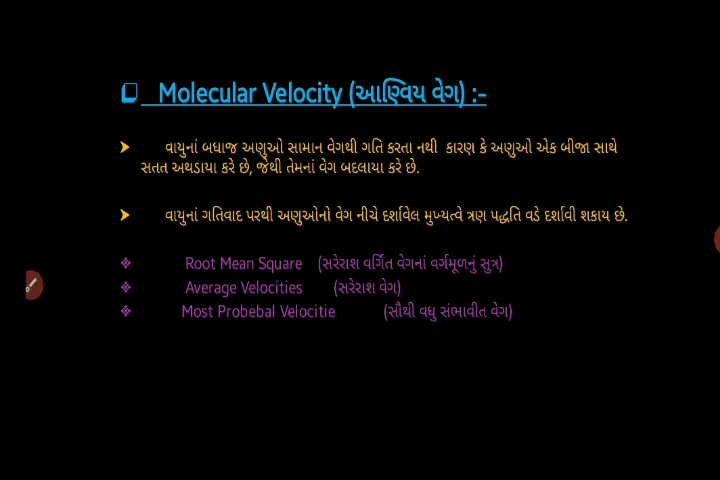 Molecular Velocity (આણ્વિય વેગ) :-
વાયુનાં બધાજ અણુઓ સામાન વેગથી ગતિ કરતા નથી કારણ કે અણુઓ એક બીજા સાથે
સતત અથડાયા કરે છે, જેથી તેમનાં વેગ બદલાયા કરે છે.
વાયુનાં ગતિવાદ પરથી અણુઓનો વેગ નીચે દર્શાવેલ મુખ્યત્વે ત્રણ પદ્ધતિ વડે દર્શાવી શકાય છે.
Root Mean Square (સરેરાશ વર્ગિત વેગનાં વર્ગમૂળનું સુત્ર)
Average Velocities (સરેરાશ વેગ)
Most Probebal Velocitie (સૌથી વધુ સંભાવીત વેગ)